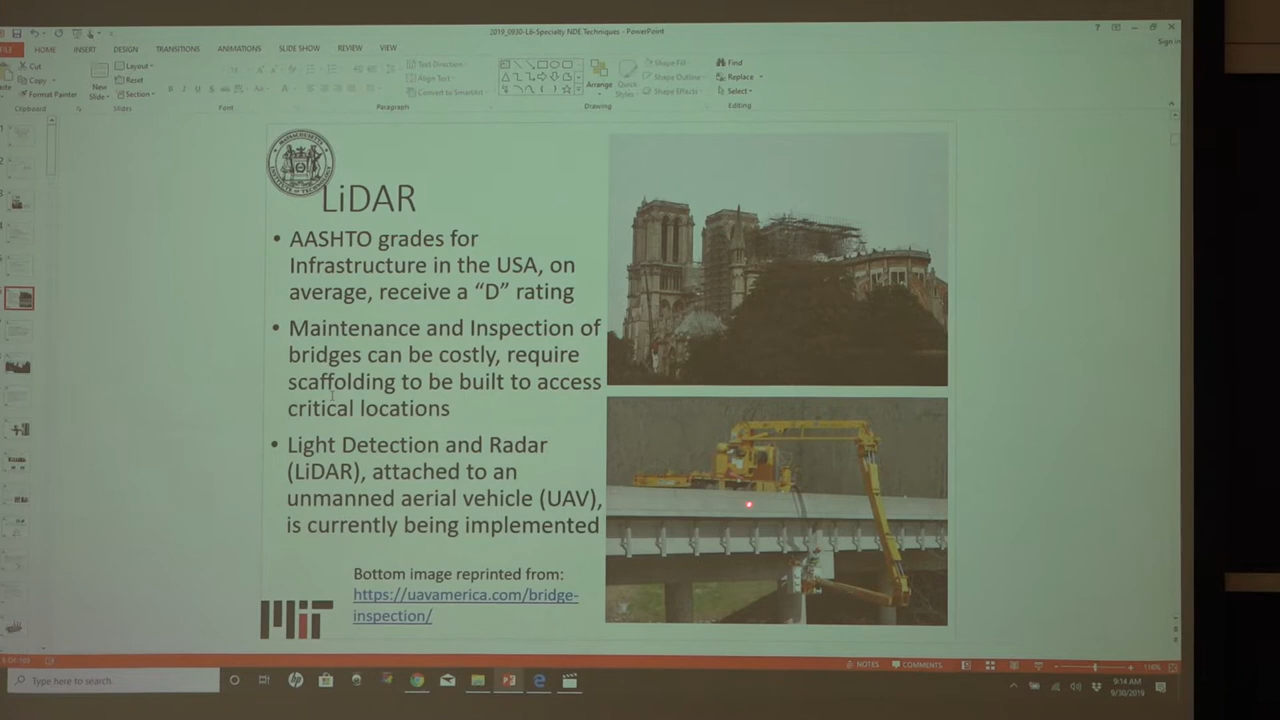 2019_0930-L6-Specialty NDE Techniques - PowerPoint
Sign in
FILE HOME INSERT DESIGN TRANSITIONS ANIMATIONS SLIDE SHOW REVIEW VIEW
Cut
Copy
Format Painter
Clipboard
New
Slide
Layout
Reset
Section
Slides
Font
Text Direction
Align Text
Convert to SmartArt
Paragraph
Arrange
Quick
Styles
Shape Fill
Shape Outline
Shape Effects
Drawing
Find
Replace
Select
Editing
MASSACHUSETTS
INSTITUTE OF TECHNOLOGY
LiDAR
• AASHTO grades for
Infrastructure in the USA, on
average, receive a “D” rating
• Maintenance and Inspection of
bridges can be costly, require
scaffolding to be built to access
critical locations
• Light Detection and Radar
(LiDAR), attached to an
unmanned aerial vehicle (UAV),
is currently being implemented
Bottom image reprinted from:
https://uavamerica.com/bridge-
inspection/
MIT
NOTES COMMENTS 116%
Type here to search
9:14 AM
9/30/2019